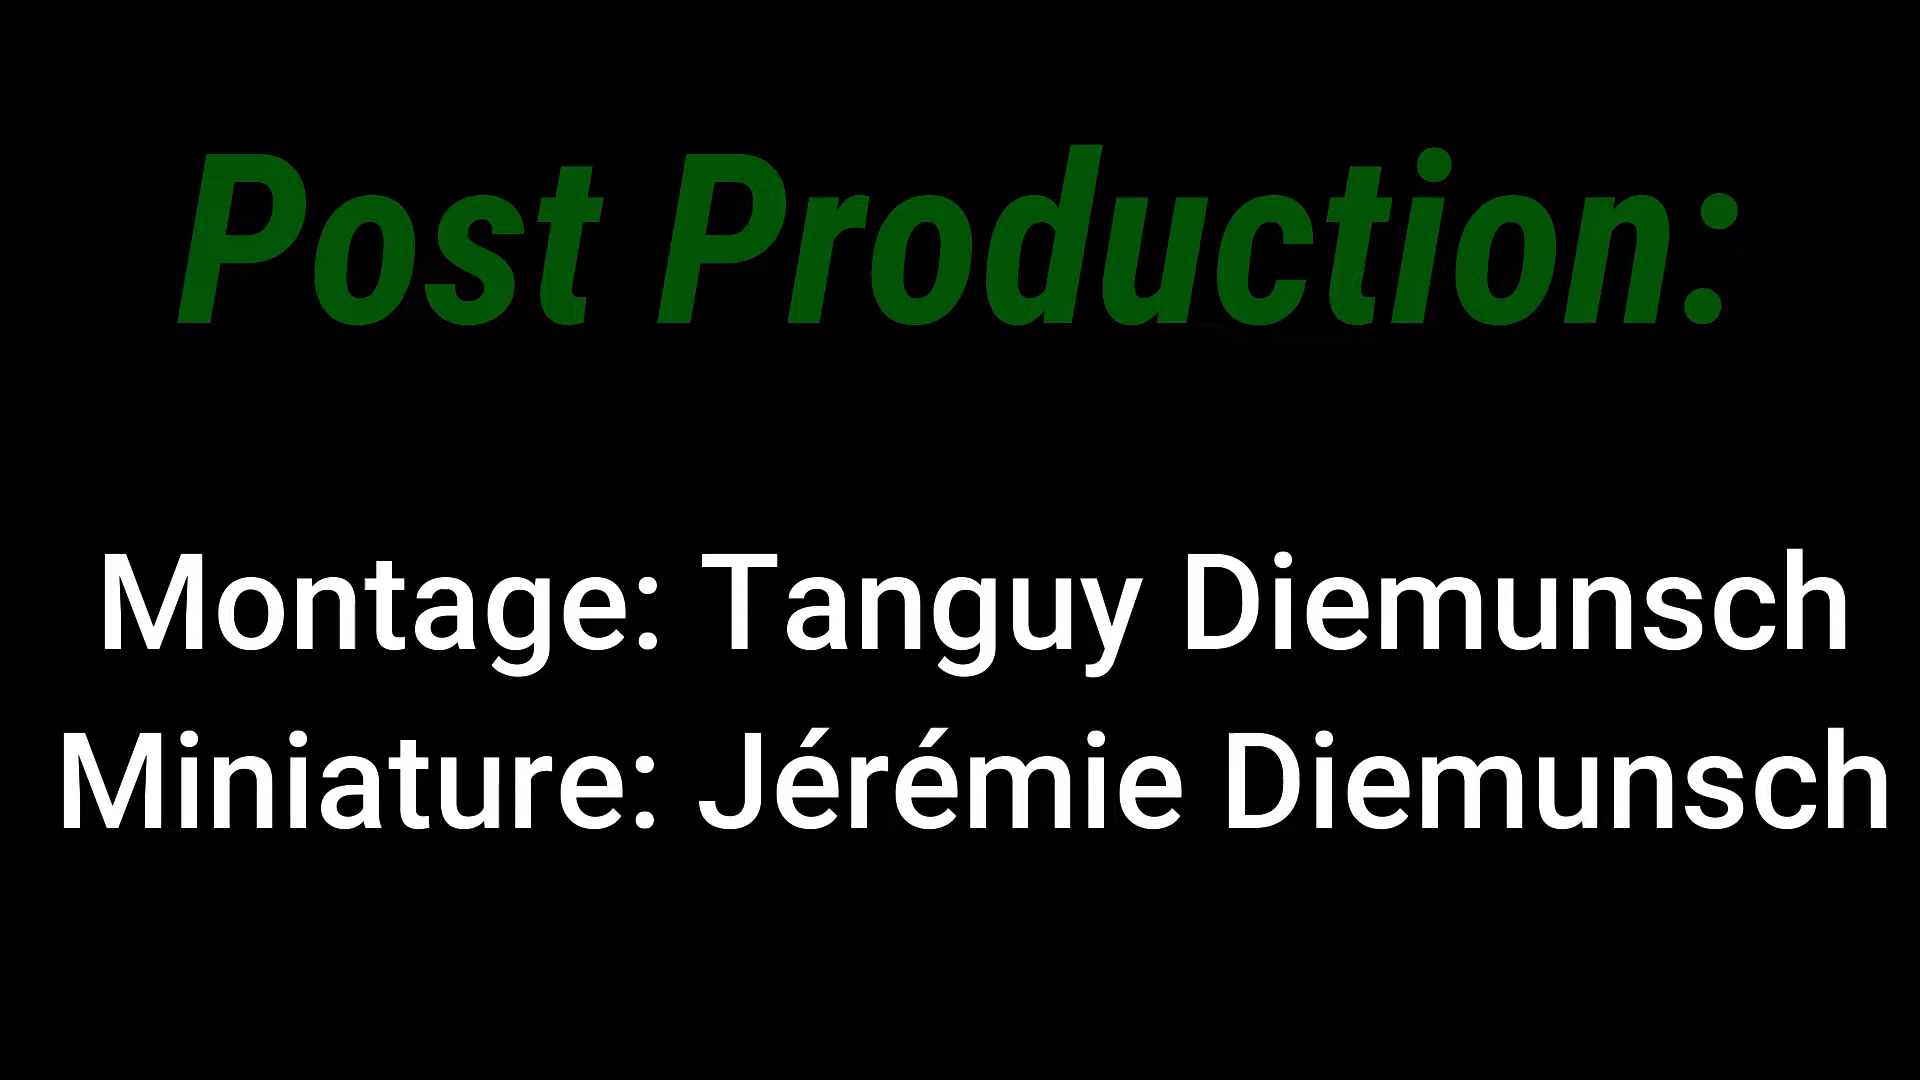 Post Production:
Montage: Tanguy Diemunsch
Miniature: Jérémie Diemunsch